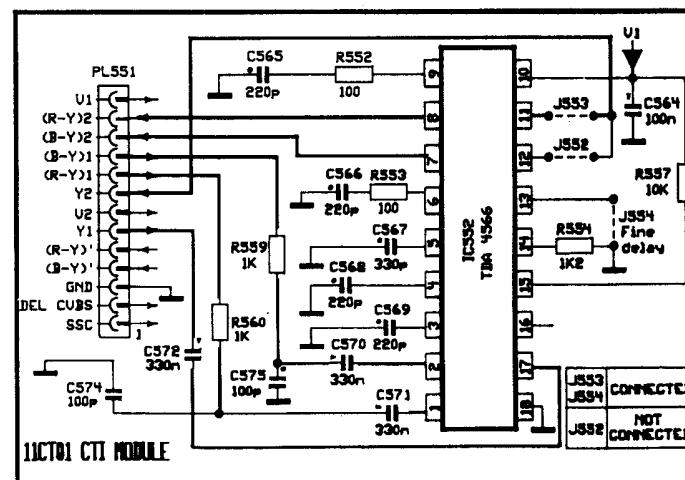 PL551
V1
(R-Y)2
(B-Y)2
(B-Y)1
(R-Y)1
Y2
U2
Y1
(R-Y)'
(B-Y)'
GND
DEL CVBS
SSC
1
C565
220p
R552
100
C566
220p
R553
100
C567
330p
C568
220p
C569
220p
C570
330n
C571
330n
R559
1K
R560
1K
C572
330n
C575
100p
C574
100p
9
8
7
6
5
4
3
2
1
IC552
TDA 4566
10
11
12
13
14
15
16
17
18
V1
J553
J552
C564
100n
R557
10K
J554
Fine
delay
R554
1K2
J553
J554
CONNECTE
J552
NOT
CONNECTE
11CT01 CTI MODULE